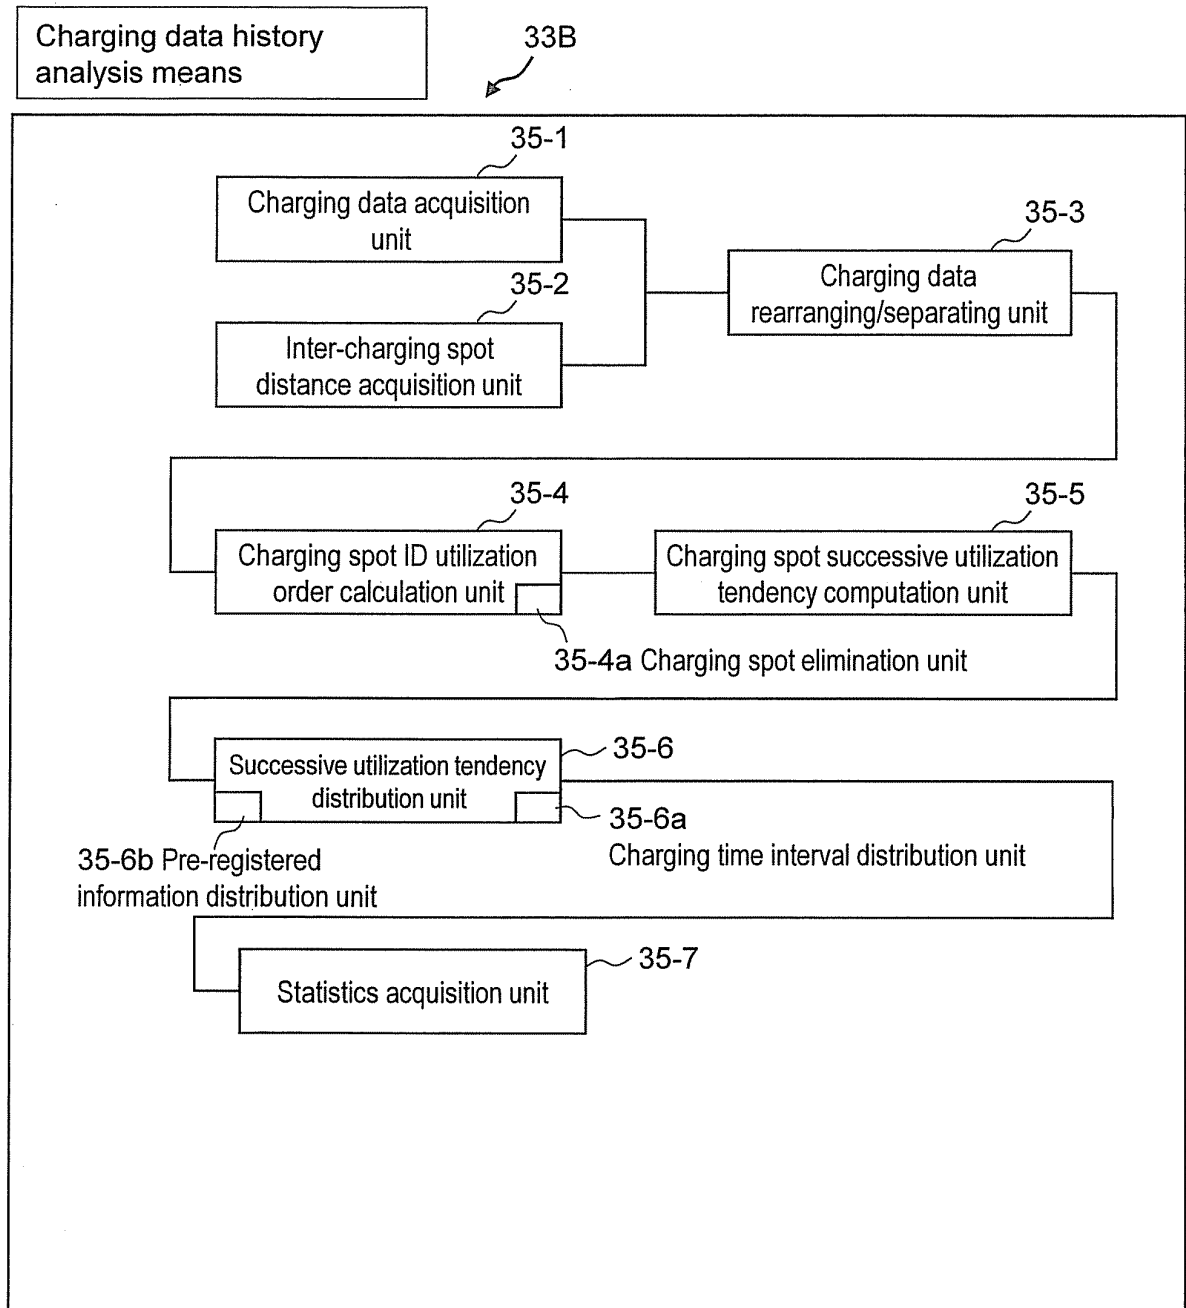 Charging data history
analysis means
33B
35-1
Charging data acquisition
unit
35-2
Inter-charging spot
distance acquisition unit
35-3
Charging data
rearranging/separating unit
35-4
Charging spot ID utilization
order calculation unit
35-4a Charging spot elimination unit
35-5
Charging spot successive utilization
tendency computation unit
35-6
Successive utilization tendency
distribution unit
35-6a
Charging time interval distribution unit
35-6b Pre-registered
information distribution unit
35-7
Statistics acquisition unit